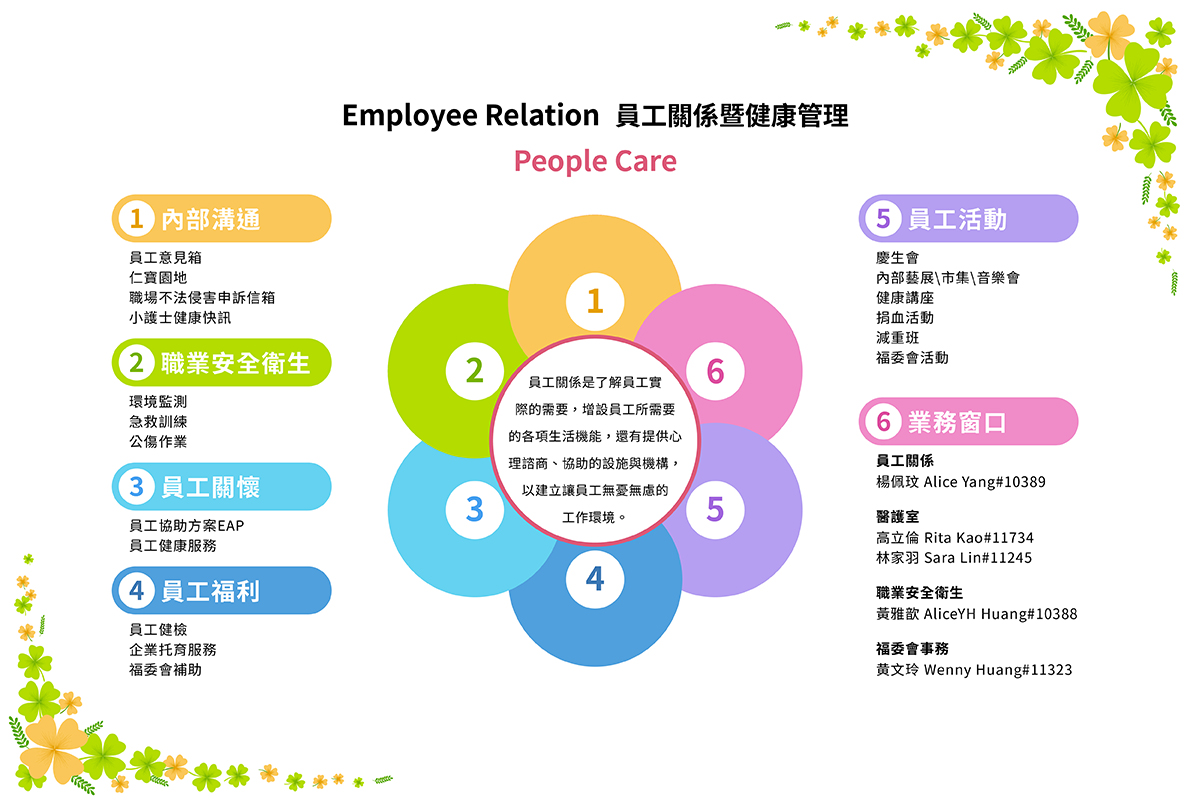 Employee Relation 員工關係暨健康管理
People Care
1 內部溝通
員工意見箱
仁寶園地
職場不法侵害申訴信箱
小護士健康快訊
2 職業安全衛生
環境監測
急救訓練
公傷作業
3 員工關懷
員工協助方案EAP
員工健康服務
4 員工福利
員工健檢
企業托育服務
福委會補助
1
2
3
4
5
6
員工關係是了解員工實
際的需要，增設員工所需要
的各項生活機能，還有提供心
理諮商、協助的設施與機構，
以建立讓員工無憂無慮的
工作環境。
5 員工活動
慶生會
內部藝展\市集\音樂會
健康講座
捐血活動
減重班
福委會活動
6 業務窗口
員工關係
楊佩玟 Alice Yang#10389
醫護室
高立倫 Rita Kao#11734
林家羽 Sara Lin#11245
職業安全衛生
黃雅歆 AliceYH Huang#10388
福委會事務
黃文玲 Wenny Huang#11323